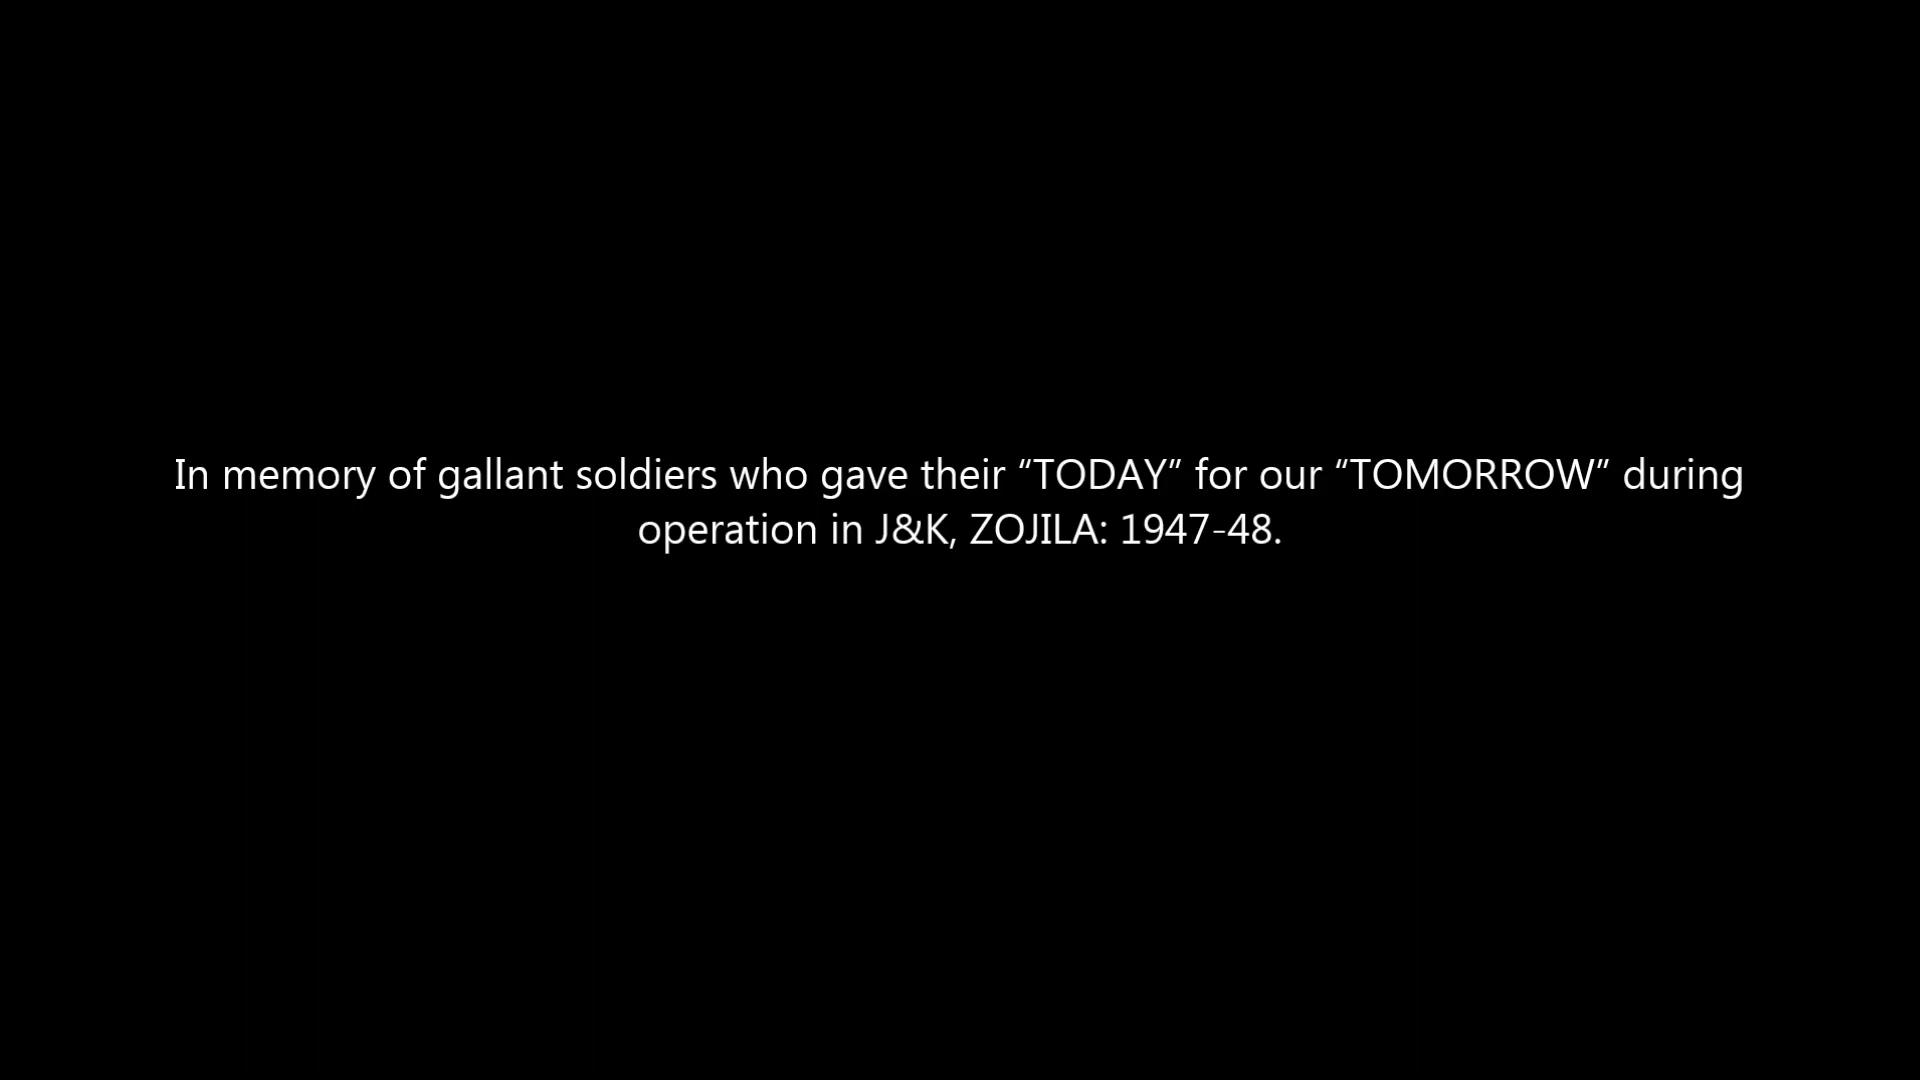 In memory of gallant soldiers who gave their “TODAY” for our “TOMORROW” during
operation in J&K, ZOJILA: 1947-48.